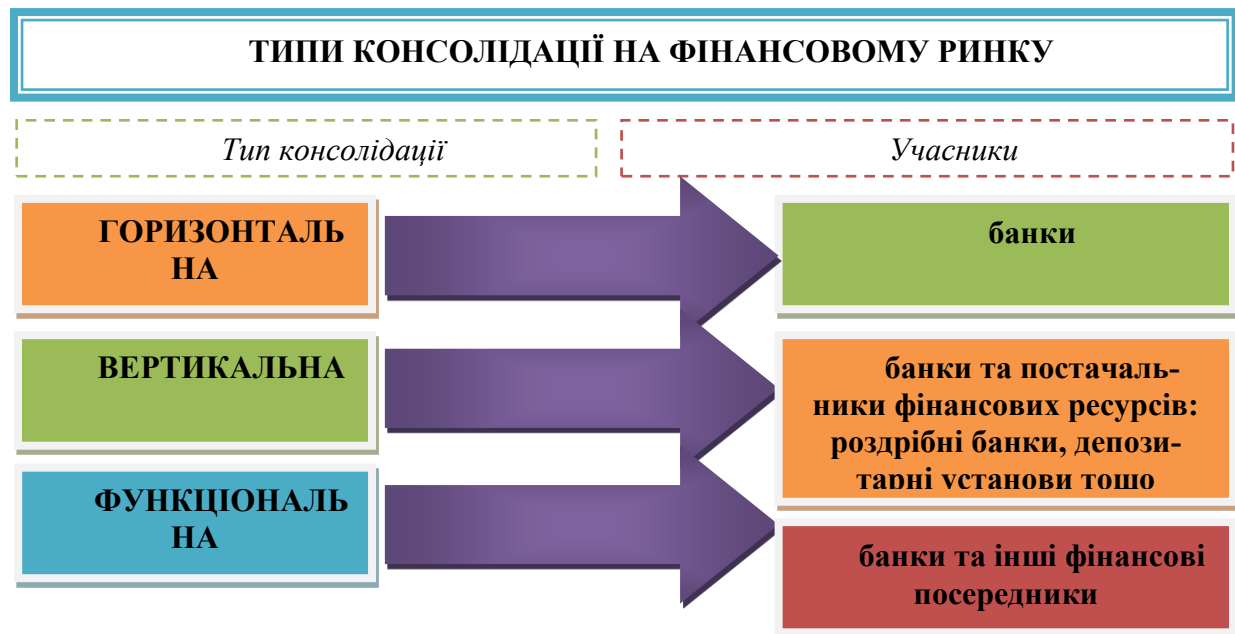 ТИПИ КОНСОЛІДАЦІЇ НА ФІНАНСОВОМУ РИНКУ
Тип консолідації
Учасники
ГОРИЗОНТАЛЬ
НА
банки
ВЕРТИКАЛЬНА
банки та постачаль-
ники фінансових ресурсів:
роздрібні банки, депози-
тарні установи тощо
ФУНКЦІОНАЛЬ
НА
банки та інші фінансові
посередники